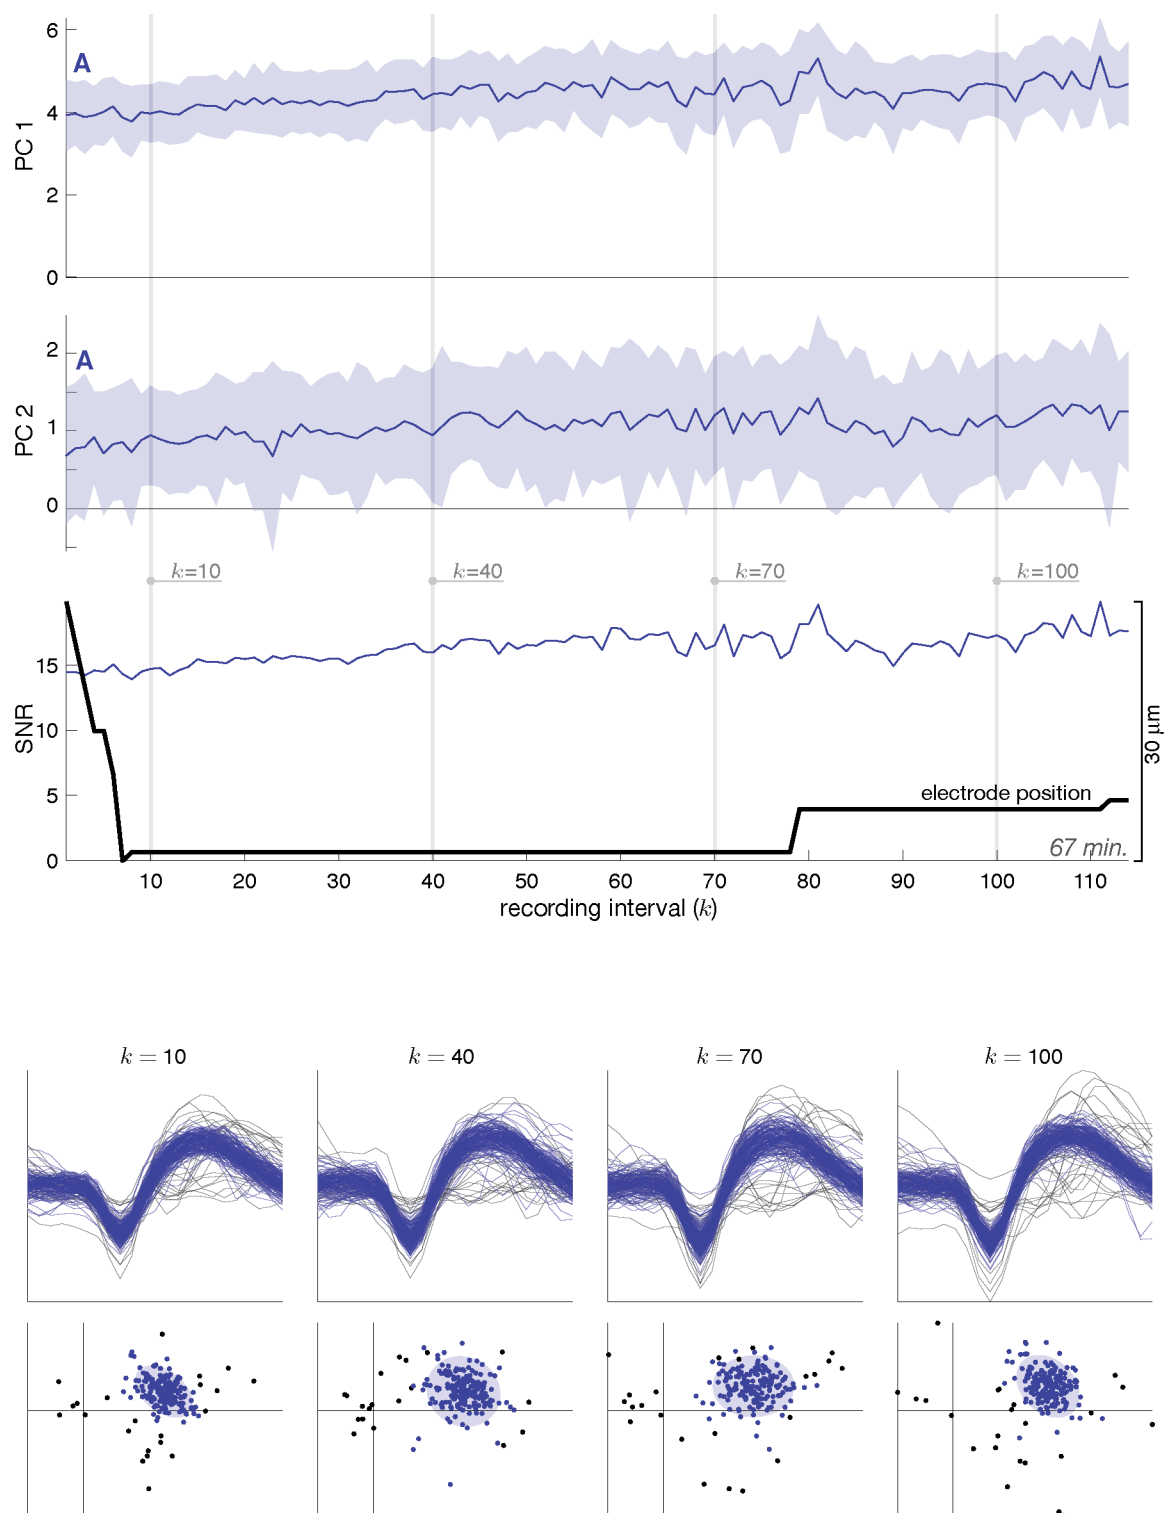 6
A
4
PC 1
2
0
2
A
1
PC 2
0
k=10
k=40
k=70
k=100
15
SNR
10
5
0
30 µm
electrode position
67 min.
10 20 30 40 50 60 70 80 90 100 110
recording interval (k)
k = 10
k = 40
k = 70
k = 100